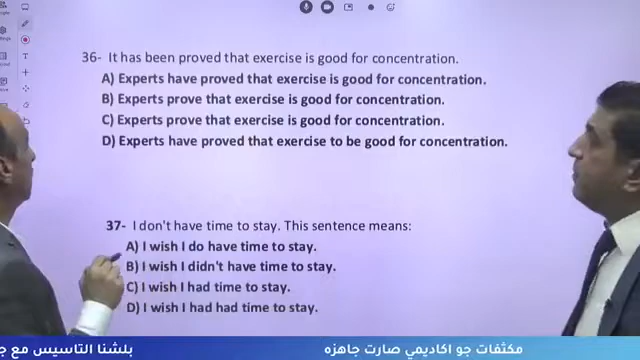 36- It has been proved that exercise is good for concentration.
A) Experts have proved that exercise is good for concentration.
B) Experts prove that exercise is good for concentration.
C) Experts prove that exercise is good for concentration.
D) Experts have proved that exercise to be good for concentration.
37- I don't have time to stay. This sentence means:
A) I wish I do have time to stay.
B) I wish I didn't have time to stay.
C) I wish I had time to stay.
D) I wish I had had time to stay.
مكثفات جو اكاديمي صارت جاهزه
بلشنا التاسيس مع ج